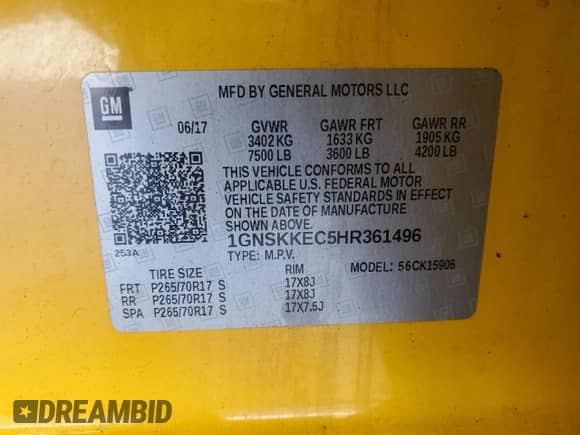 GM
MFD BY GENERAL MOTORS LLC
06/17 GVWR GAWR FRT GAWR RR
3402 KG 1633 KG 1905 KG
7500 LB 3600 LB 4200 LB
THIS VEHICLE CONFORMS TO ALL
APPLICABLE U.S. FEDERAL MOTOR
VEHICLE SAFETY STANDARDS IN EFFECT
ON THE DATE OF MANUFACTURE
SHOWN ABOVE.
253A
1GNSKKEC5HR361496
TYPE: M.P.V. MODEL: 56CK15906
TIRE SIZE RIM
FRT P265/70R17 S 17X8J
RR P265/70R17 S 17X8J
SPA P265/70R17 S 17X7.5J
DREAMBID